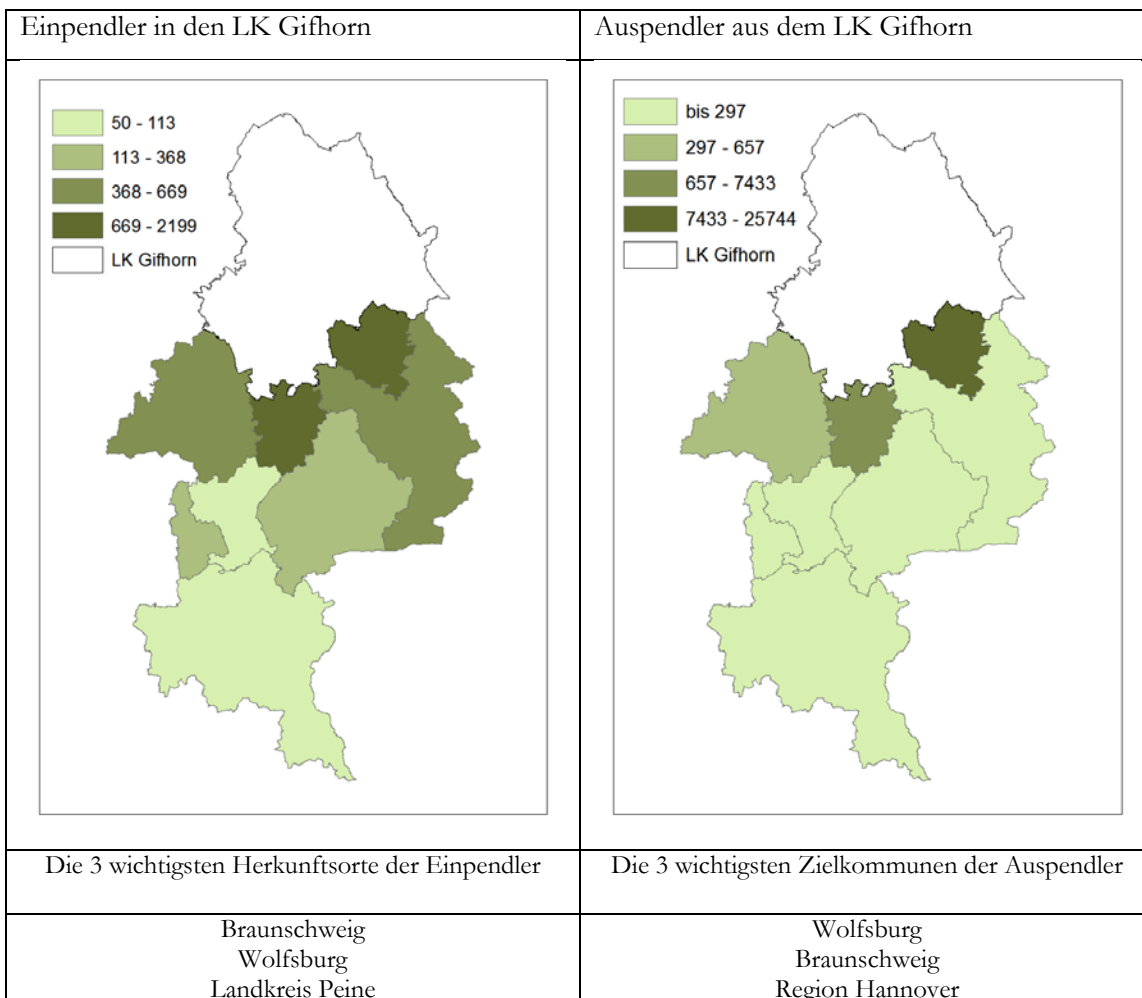 Einpendler in den LK Gifhorn
Auspendler aus dem LK Gifhorn
50 - 113
113 - 368
368 - 669
669 - 2199
LK Gifhorn
bis 297
297 - 657
657 - 7433
7433 - 25744
LK Gifhorn
Die 3 wichtigsten Herkunftsorte der Einpendler
Die 3 wichtigsten Zielkommunen der Auspendler
Braunschweig
Wolfsburg
Landkreis Peine
Wolfsburg
Braunschweig
Region Hannover